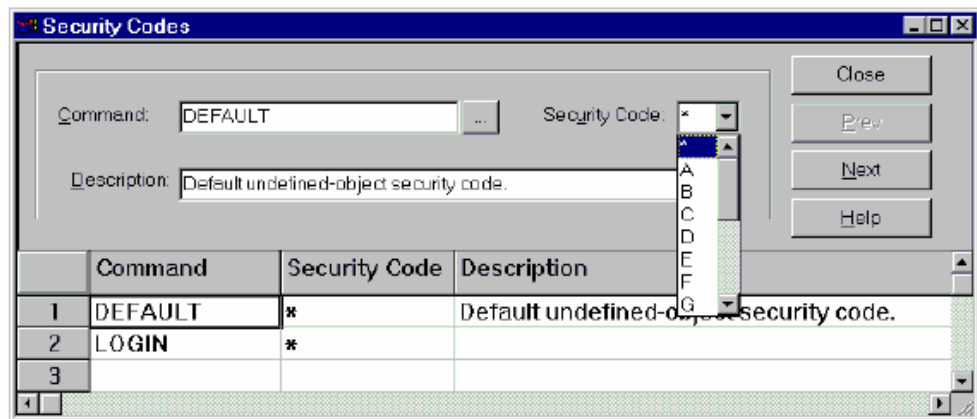 Security Codes
Close
Command: DEFAULT ... Security Code: *
Prev
*
A
Next
Description: Default undefined-object security code.
B
C
Help
D
E
F
G
Command Security Code Description
1 DEFAULT * Default undefined-object security code.
2 LOGIN *
3